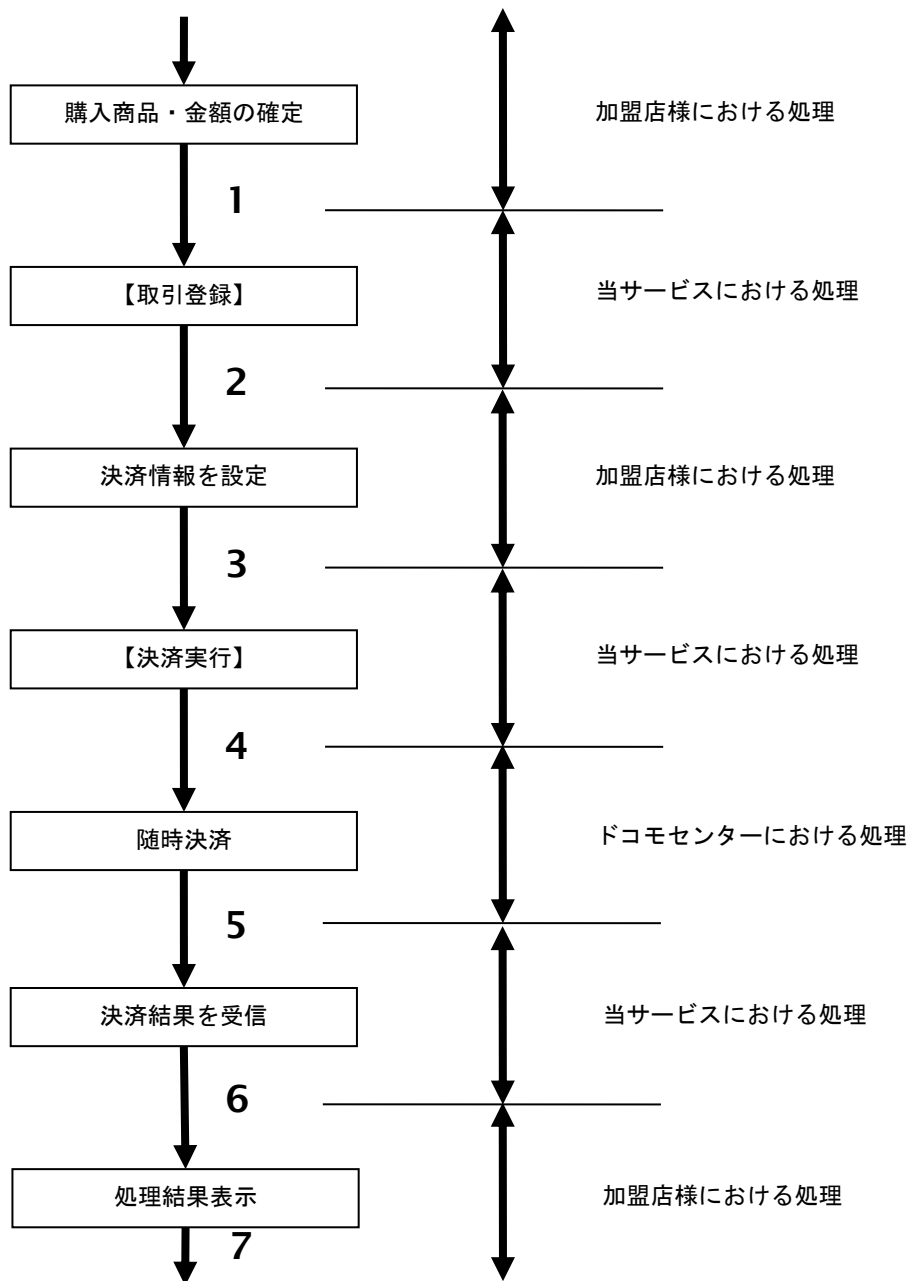 購入商品・金額の確定
加盟店様における処理
1
【取引登録】
当サービスにおける処理
2
決済情報を設定
加盟店様における処理
3
【決済実行】
当サービスにおける処理
4
随時決済
ドコモセンターにおける処理
5
決済結果を受信
当サービスにおける処理
6
処理結果表示
加盟店様における処理
7